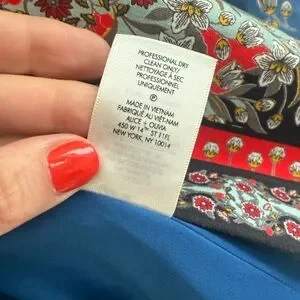 PROFESSIONAL DRY
CLEAN ONLY/
NETTOYAGE À SEC
PROFESSIONNEL
UNIQUEMENT
Ⓟ
MADE IN VIETNAM
FABRIQUÉ AU VIÊT-NAM
ALICE + OLIVIA
450 W 14TH ST 11FL
NEW YORK, NY 10014